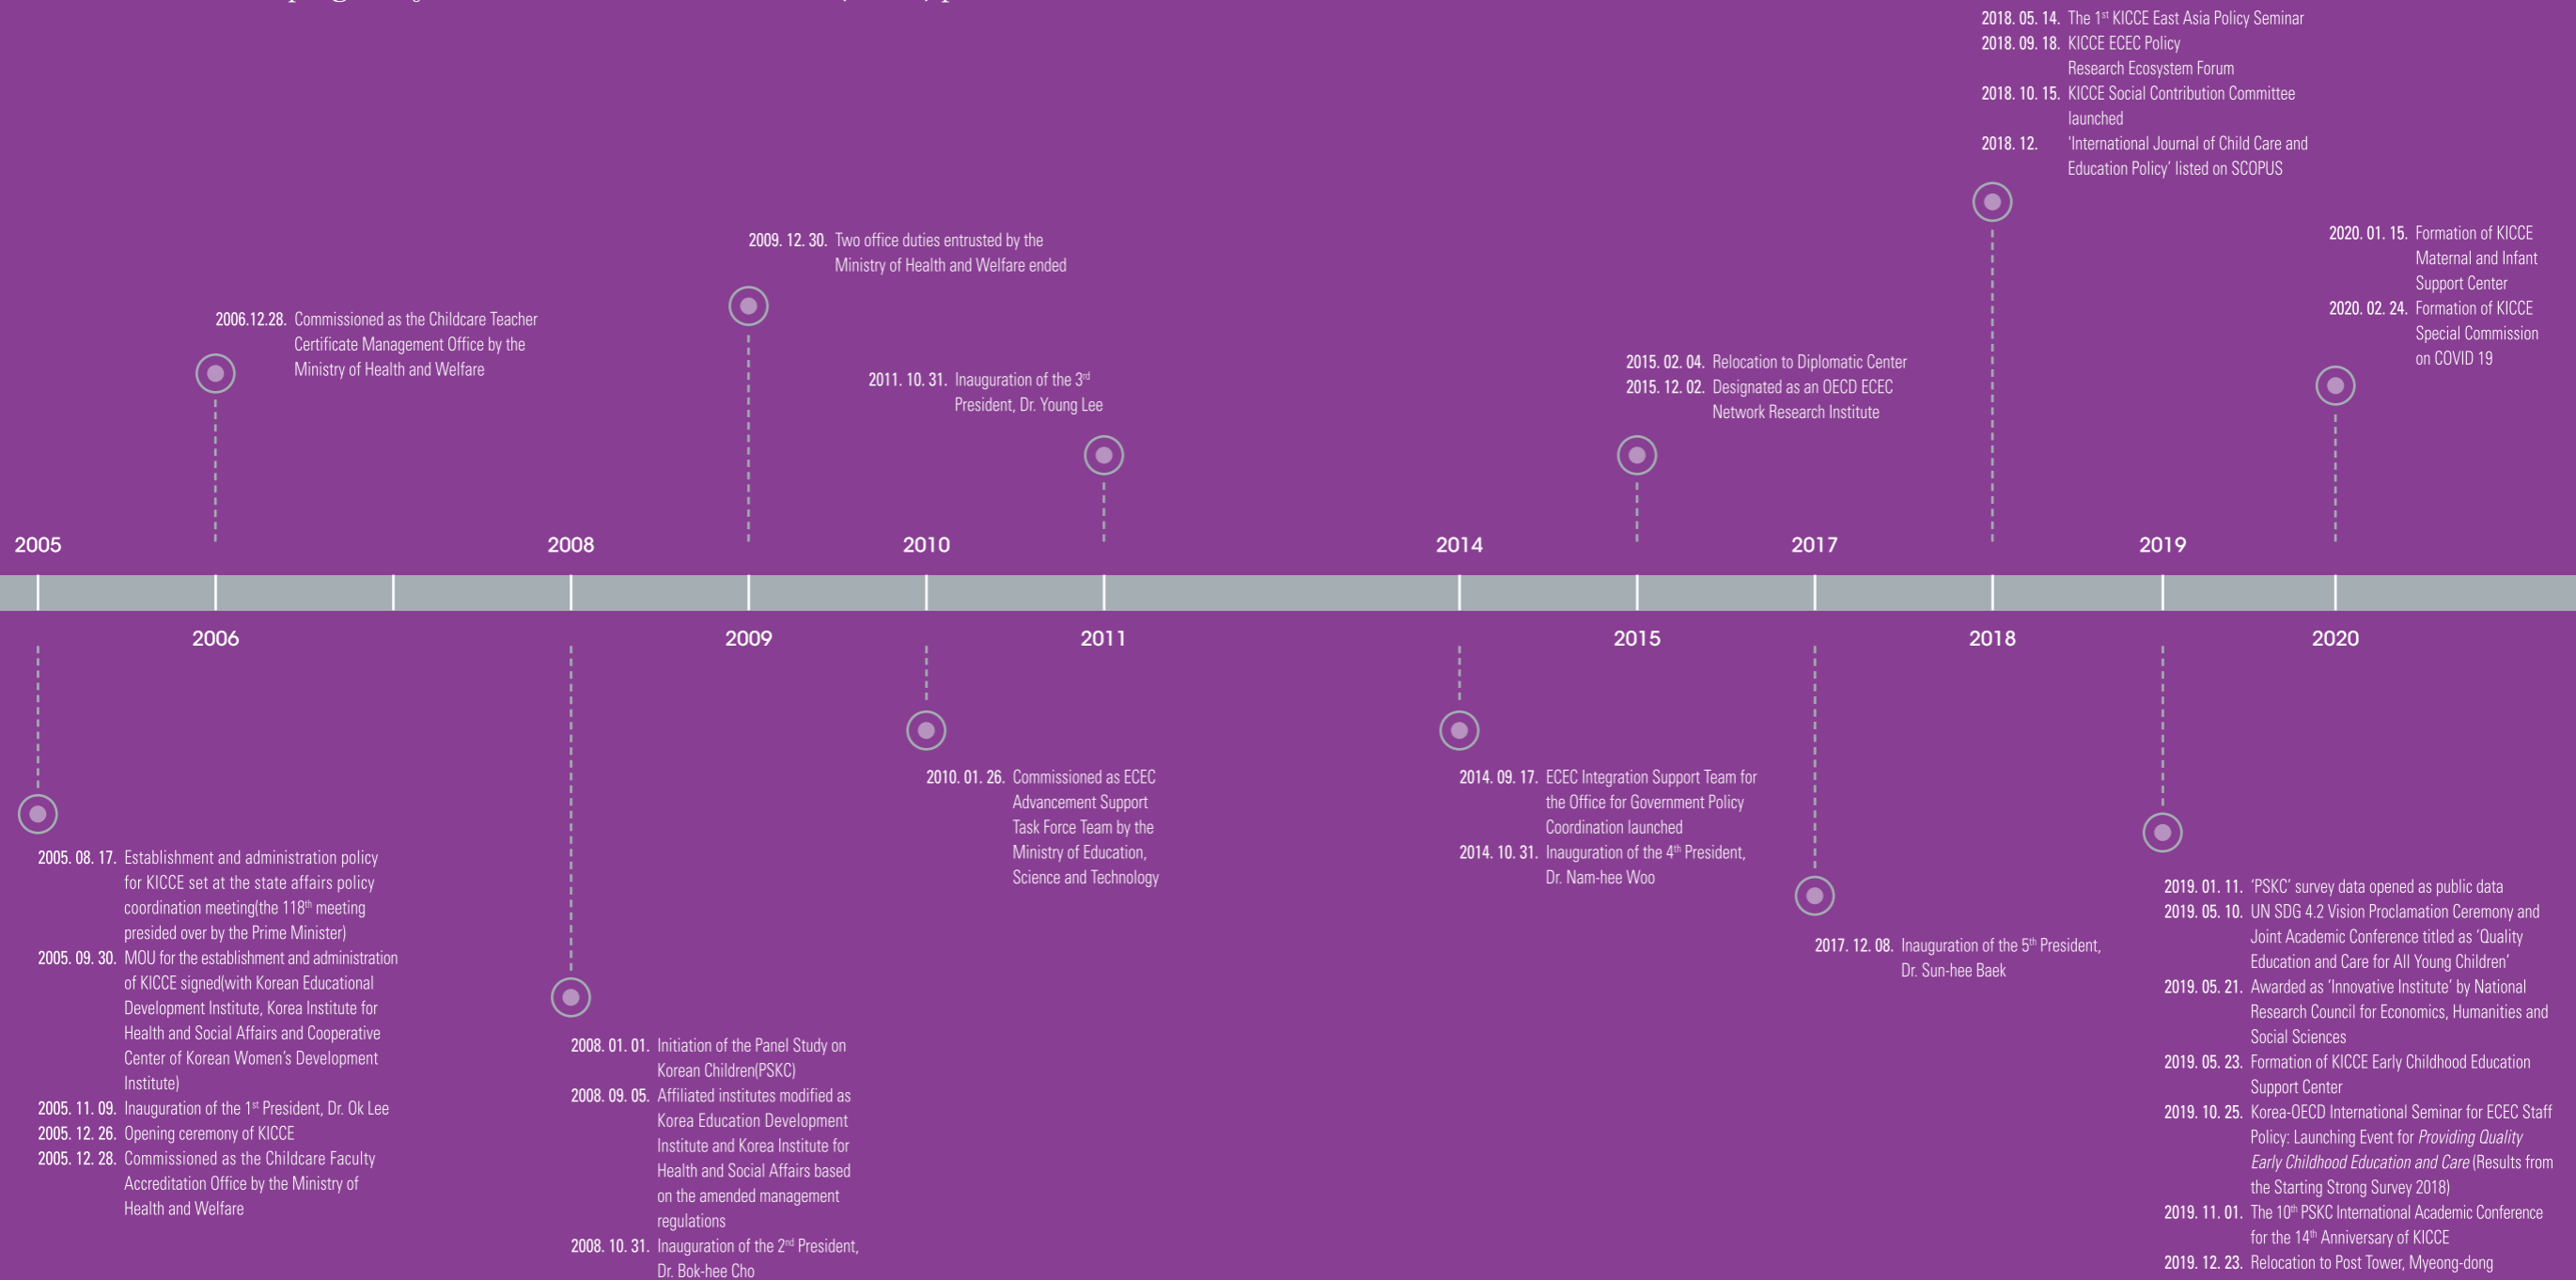 2018. 05. 14. The 1st KICCE East Asia Policy Seminar
2018. 09. 18. KICCE ECEC Policy
Research Ecosystem Forum
2018. 10. 15. KICCE Social Contribution Committee
launched
2018. 12. 'International Journal of Child Care and
Education Policy’ listed on SCOPUS
2009. 12. 30. Two office duties entrusted by the
Ministry of Health and Welfare ended
2020. 01. 15. Formation of KICCE
Maternal and Infant
Support Center
2020. 02. 24. Formation of KICCE
Special Commission
on COVID 19
2006.12.28. Commissioned as the Childcare Teacher
Certificate Management Office by the
Ministry of Health and Welfare
2011. 10. 31. Inauguration of the 3rd
President, Dr. Young Lee
2015. 02. 04. Relocation to Diplomatic Center
2015. 12. 02. Designated as an OECD ECEC
Network Research Institute
2005
2008
2010
2014
2017
2019
2006
2009
2011
2015
2018
2020
2005. 08. 17. Establishment and administration policy
for KICCE set at the state affairs policy
coordination meeting(the 118th meeting
presided over by the Prime Minister)
2005. 09. 30. MOU for the establishment and administration
of KICCE signed(with Korean Educational
Development Institute, Korea Institute for
Health and Social Affairs and Cooperative
Center of Korean Women’s Development
Institute)
2005. 11. 09. Inauguration of the 1st President, Dr. Ok Lee
2005. 12. 26. Opening ceremony of KICCE
2005. 12. 28. Commissioned as the Childcare Faculty
Accreditation Office by the Ministry of
Health and Welfare
2008. 01. 01. Initiation of the Panel Study on
Korean Children(PSKC)
2008. 09. 05. Affiliated institutes modified as
Korea Education Development
Institute and Korea Institute for
Health and Social Affairs based
on the amended management
regulations
2008. 10. 31. Inauguration of the 2nd President,
Dr. Bok-hee Cho
2010. 01. 26. Commissioned as ECEC
Advancement Support
Task Force Team by the
Ministry of Education,
Science and Technology
2014. 09. 17. ECEC Integration Support Team for
the Office for Government Policy
Coordination launched
2014. 10. 31. Inauguration of the 4th President,
Dr. Nam-hee Woo
2017. 12. 08. Inauguration of the 5th President,
Dr. Sun-hee Baek
2019. 01. 11. ‘PSKC’ survey data opened as public data
2019. 05. 10. UN SDG 4.2 Vision Proclamation Ceremony and
Joint Academic Conference titled as ‘Quality
Education and Care for All Young Children’
2019. 05. 21. Awarded as ‘Innovative Institute’ by National
Research Council for Economics, Humanities and
Social Sciences
2019. 05. 23. Formation of KICCE Early Childhood Education
Support Center
2019. 10. 25. Korea-OECD International Seminar for ECEC Staff
Policy: Launching Event for Providing Quality
Early Childhood Education and Care (Results from
the Starting Strong Survey 2018)
2019. 11. 01. The 10th PSKC International Academic Conference
for the 14th Anniversary of KICCE
2019. 12. 23. Relocation to Post Tower, Myeong-dong